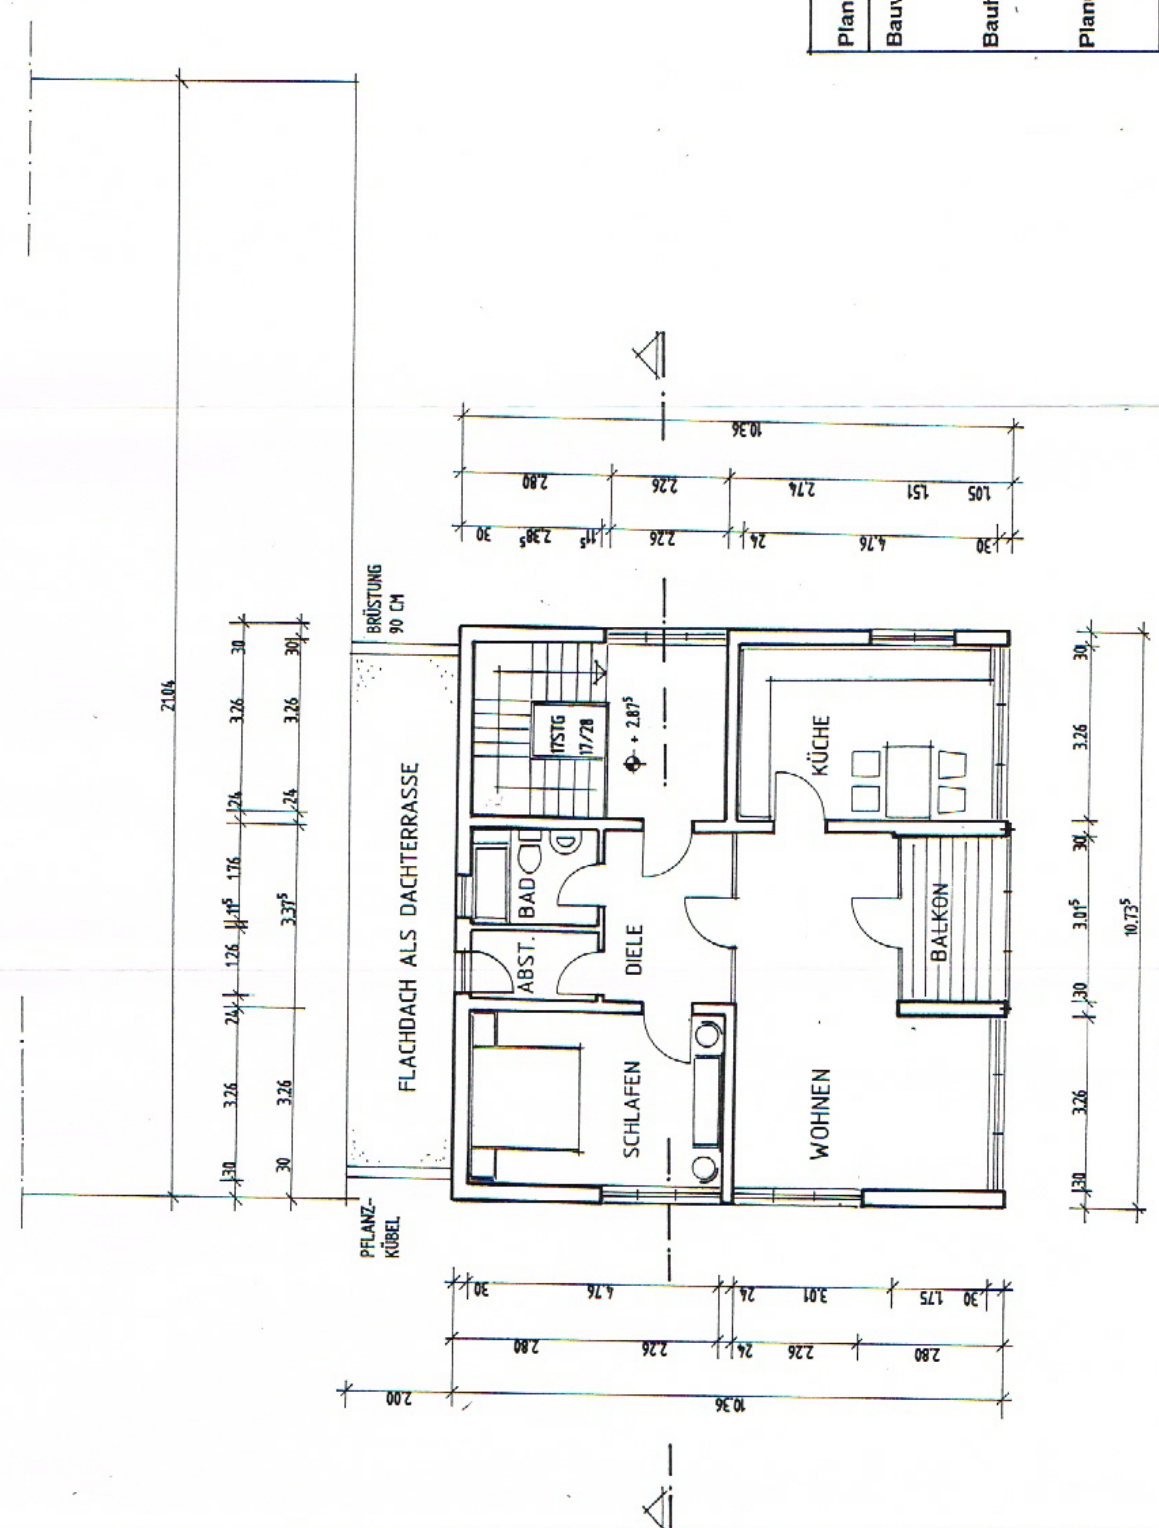 Plan
Bauv
Bauh
Plan
21.04
30 3.26 24 1.26 11⁵ 1.76 24 3.26 30
30 3.26 3.37⁵ 24 3.26 30
PFLANZ-
KÜBEL
BRÜSTUNG
90 CM
FLACHDACH ALS DACHTERRASSE
ABST.
BAD
17STG
17/28
SCHLAFEN
DIELE
+ 2.87⁵
WOHNEN
KÜCHE
BALKON
30 3.26 30 3.01⁵ 30 3.26 30
10.73⁵
30 4.76 24 3.01 1.75 30
2.80 2.26 24 2.26 2.80
2.00 10.36
30 2.38⁵ 11⁵ 2.26 24 4.76 30
2.80 2.26 2.74 1.51 1.05
10.36